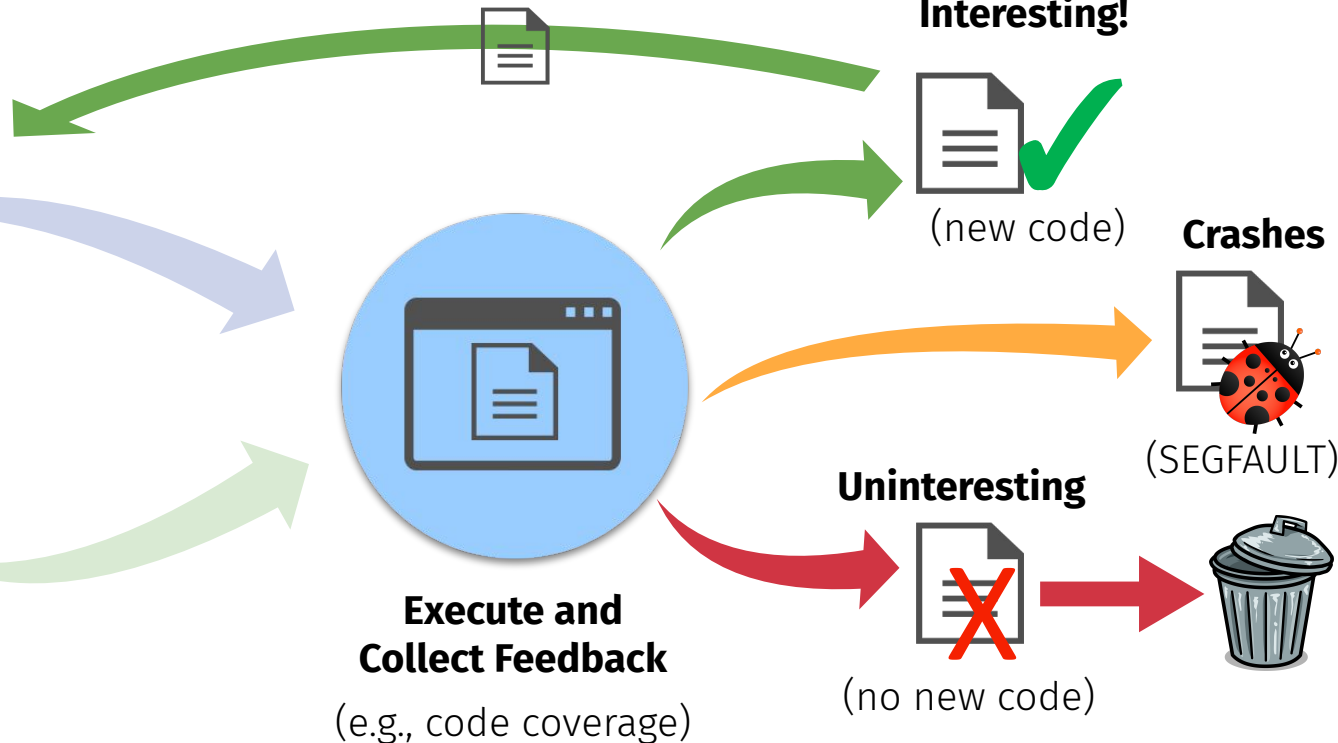 Interesting!
(new code)
Crashes
(SEGFAULT)
Uninteresting
(no new code)
Execute and
Collect Feedback
(e.g., code coverage)